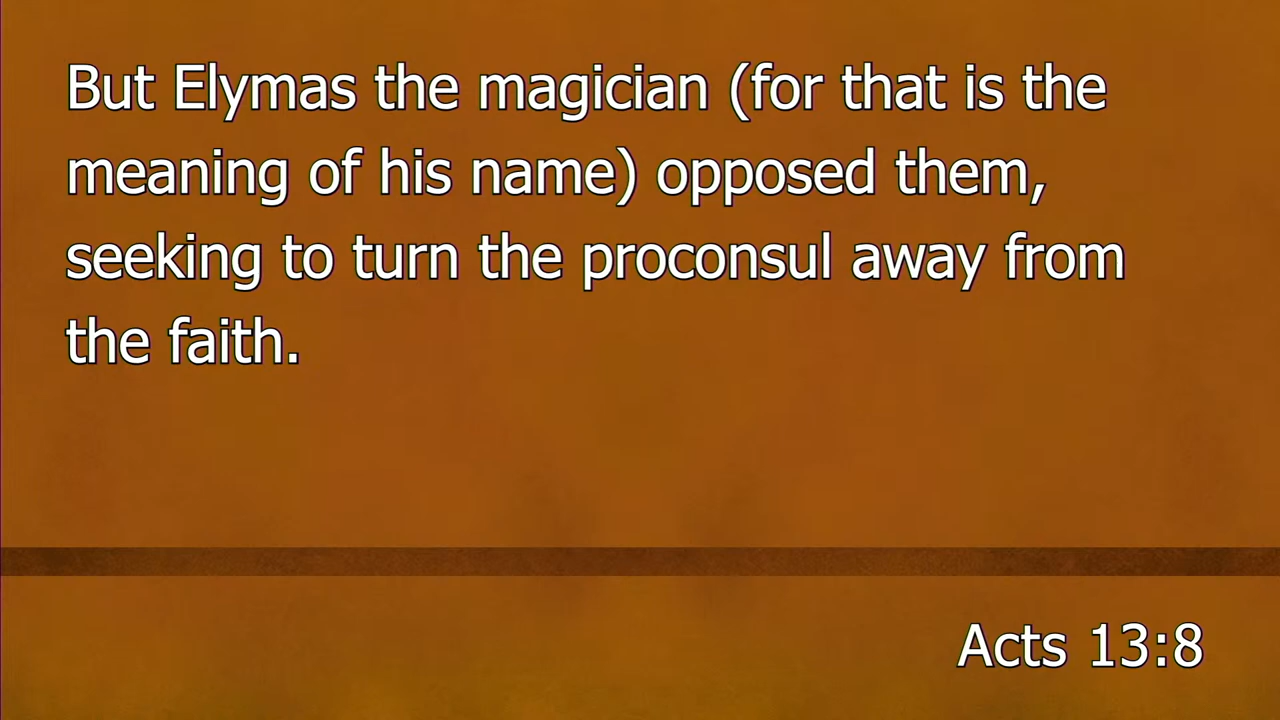 But Elymas the magician (for that is the
meaning of his name) opposed them,
seeking to turn the proconsul away from
the faith.
Acts 13:8